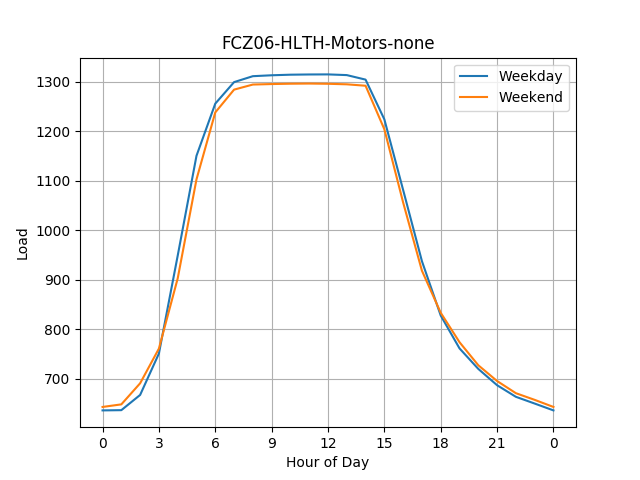 FCZ06-HLTH-Motors-none
Weekday
Weekend
1300
1200
1100
1000
900
800
700
Load
0 3 6 9 12 15 18 21 0
Hour of Day